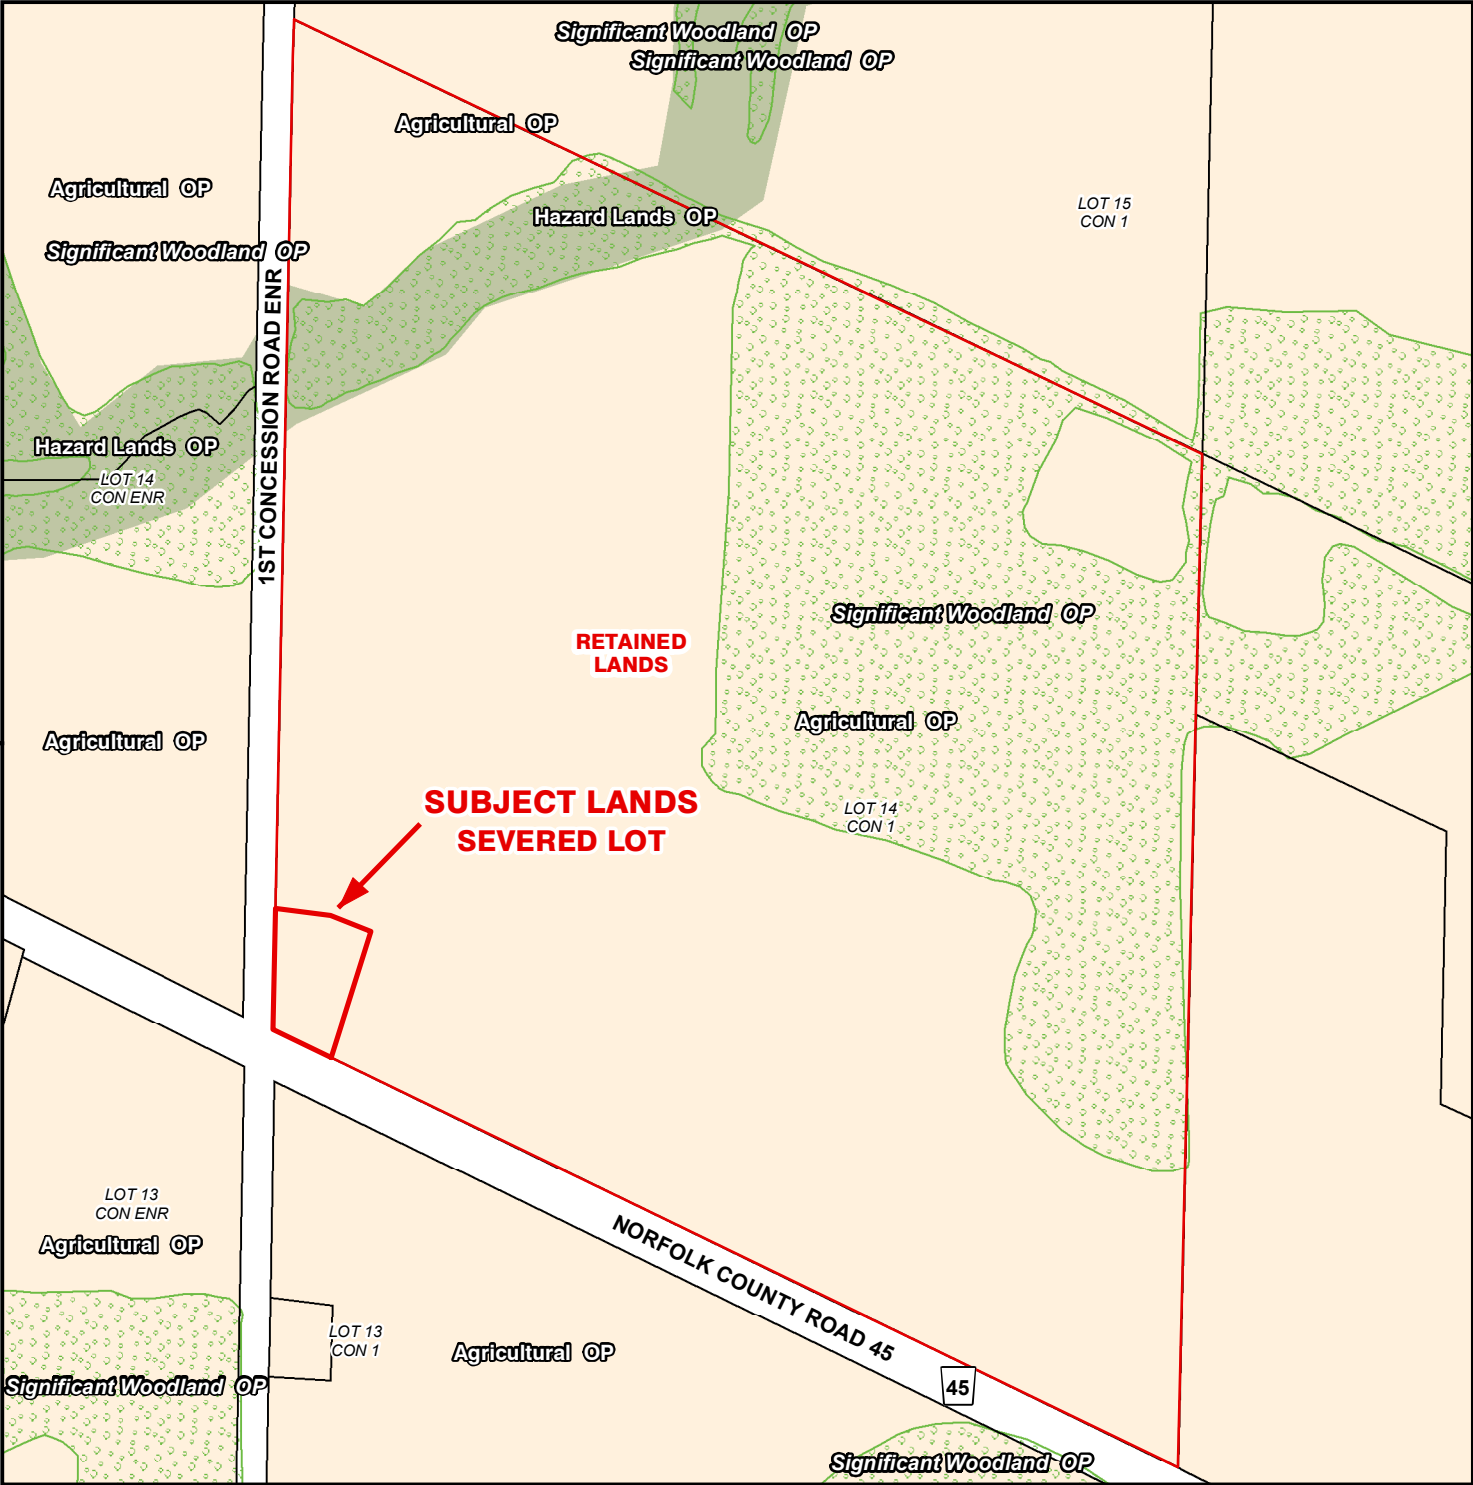 Significant Woodland OP
Significant Woodland OP
Agricultural OP
Agricultural OP
LOT 15
CON 1
Hazard Lands OP
Significant Woodland OP
1ST CONCESSION ROAD ENR
Hazard Lands OP
LOT 14
CON ENR
Significant Woodland OP
RETAINED
LANDS
Agricultural OP
Agricultural OP
SUBJECT LANDS
SEVERED LOT
LOT 14
CON 1
LOT 13
CON ENR
Agricultural OP
NORFOLK COUNTY ROAD 45
LOT 13
CON 1
Agricultural OP
45
Significant Woodland OP
Significant Woodland OP